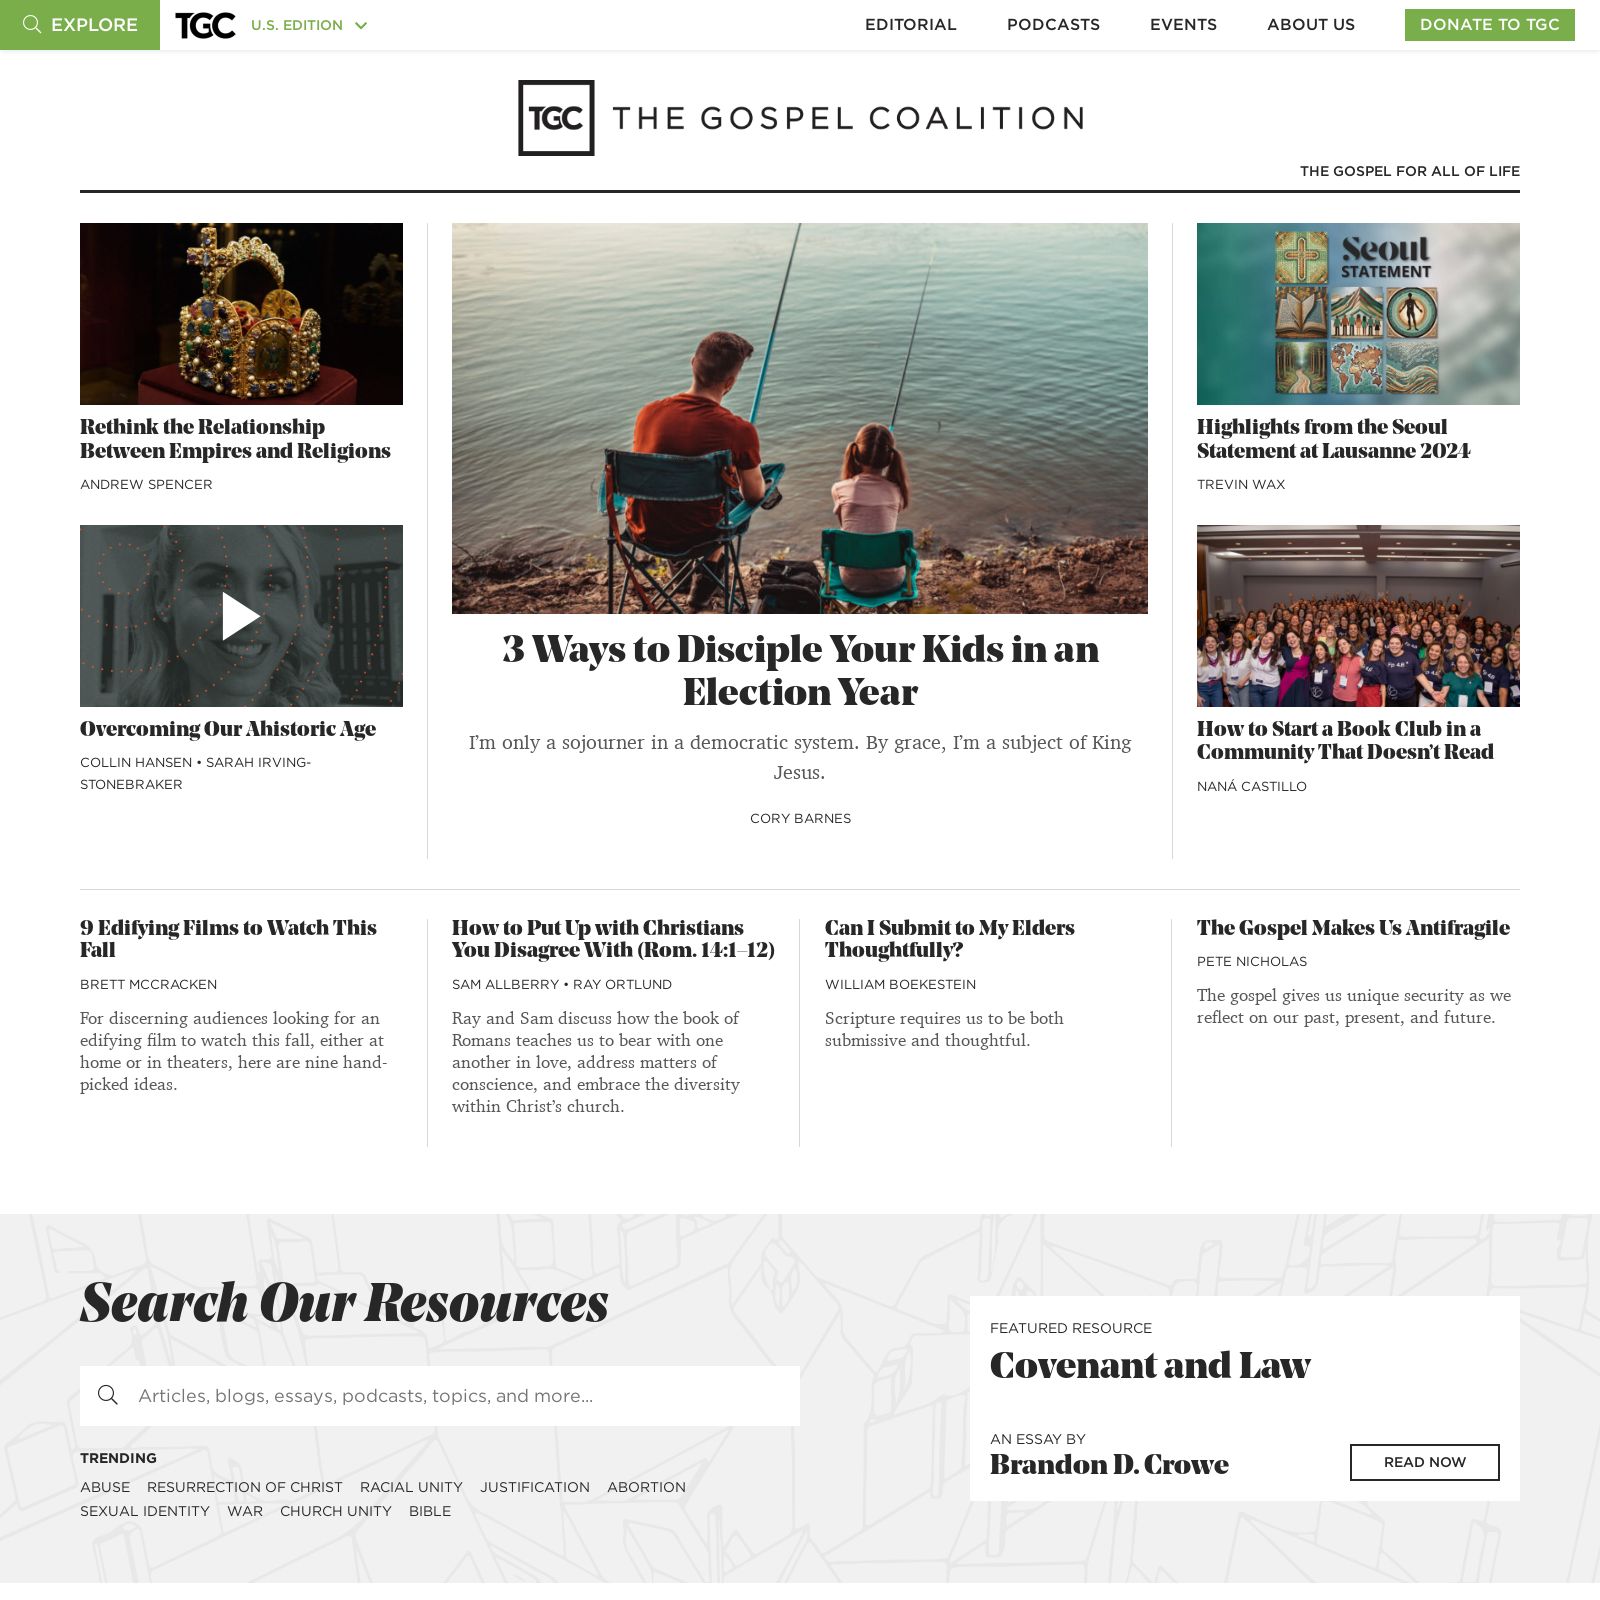 EXPLORE
TGC
U.S. EDITION
EDITORIAL
PODCASTS
EVENTS
ABOUT US
DONATE TO TGC
TGC
THE GOSPEL COALITION
THE GOSPEL FOR ALL OF LIFE
Rethink the Relationship
Between Empires and Religions
ANDREW SPENCER
Overcoming Our Ahistoric Age
COLLIN HANSEN • SARAH IRVING-
STONEBRAKER
3 Ways to Disciple Your Kids in an
Election Year
I’m only a sojourner in a democratic system. By grace, I’m a subject of King
Jesus.
CORY BARNES
Seoul
STATEMENT
Highlights from the Seoul
Statement at Lausanne 2024
TREVIN WAX
How to Start a Book Club in a
Community That Doesn’t Read
NANÁ CASTILLO
9 Edifying Films to Watch This
Fall
BRETT MCCRACKEN
For discerning audiences looking for an
edifying film to watch this fall, either at
home or in theaters, here are nine hand-
picked ideas.
How to Put Up with Christians
You Disagree With (Rom. 14:1–12)
SAM ALLBERRY • RAY ORTLUND
Ray and Sam discuss how the book of
Romans teaches us to bear with one
another in love, address matters of
conscience, and embrace the diversity
within Christ’s church.
Can I Submit to My Elders
Thoughtfully?
WILLIAM BOEKESTEIN
Scripture requires us to be both
submissive and thoughtful.
The Gospel Makes Us Antifragile
PETE NICHOLAS
The gospel gives us unique security as we
reflect on our past, present, and future.
Search Our Resources
Articles, blogs, essays, podcasts, topics, and more...
TRENDING
ABUSE RESURRECTION OF CHRIST RACIAL UNITY JUSTIFICATION ABORTION
SEXUAL IDENTITY WAR CHURCH UNITY BIBLE
FEATURED RESOURCE
Covenant and Law
AN ESSAY BY
Brandon D. Crowe
READ NOW